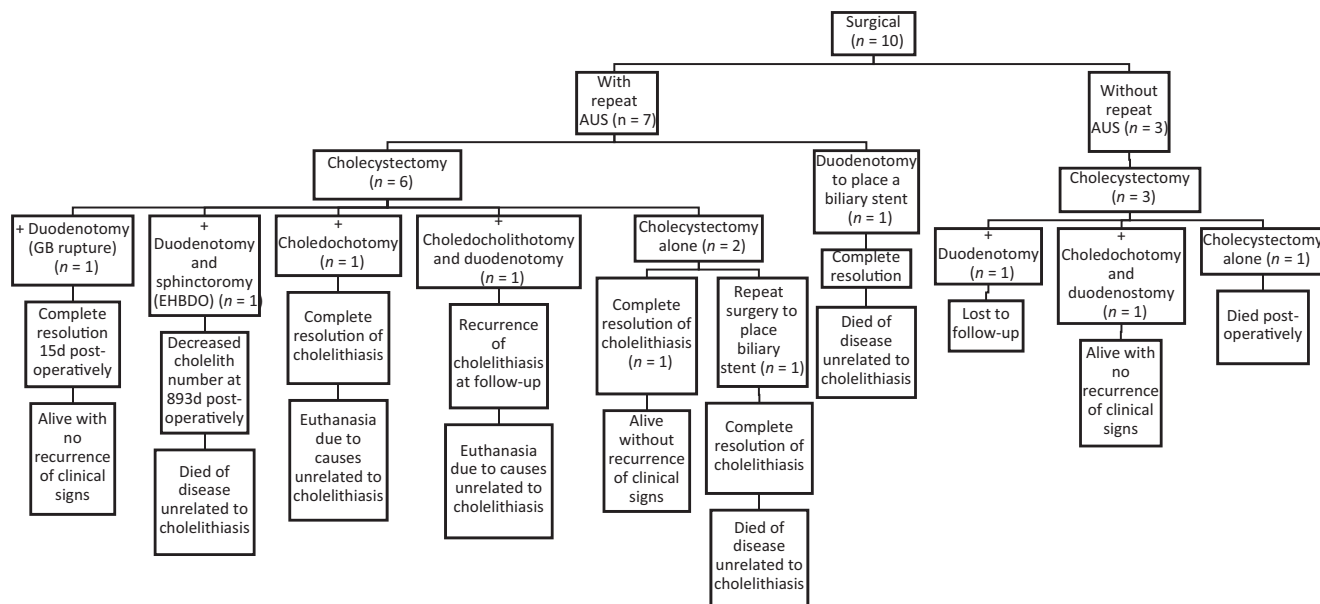 Surgical
(n = 10)
With
repeat
AUS (n = 7)
Without
repeat
AUS (n = 3)
Cholecystectomy
(n = 6)
Duodenotomy
to place a
biliary stent
(n = 1)
Cholecystectomy
(n = 3)
+ Duodenotomy
(GB rupture)
(n = 1)
+
Duodenotomy
and
sphinctoromy
(EHBDO) (n = 1)
+
Choledochotomy
(n = 1)
+
Choledocholithotomy
and duodenotomy
(n = 1)
Cholecystectomy
alone (n = 2)
Complete
resolution
+
Duodenotomy
(n = 1)
+
Choledochotomy
and
duodenostomy
(n = 1)
Cholecystectomy
alone (n = 1)
Complete
resolution
15d post-
operatively
Decreased
cholelith
number at
893d post-
operatively
Complete
resolution of
cholelithiasis
Recurrence
of
cholelithiasis
at follow-up
Complete
resolution of
cholelithiasis
(n = 1)
Repeat
surgery to
place
biliary
stent (n = 1)
Died of
disease
unrelated to
cholelithiasis
Lost to
follow-up
Alive with
no
recurrence
of clinical
signs
Died post-
operatively
Alive with
no
recurrence
of clinical
signs
Died of
disease
unrelated to
cholelithiasis
Euthanasia
due to
causes
unrelated to
cholelithiasis
Euthanasia
due to causes
unrelated to
cholelithiasis
Alive without
recurrence
of clinical
signs
Complete
resolution of
cholelithiasis
Died of
disease
unrelated to
cholelithiasis